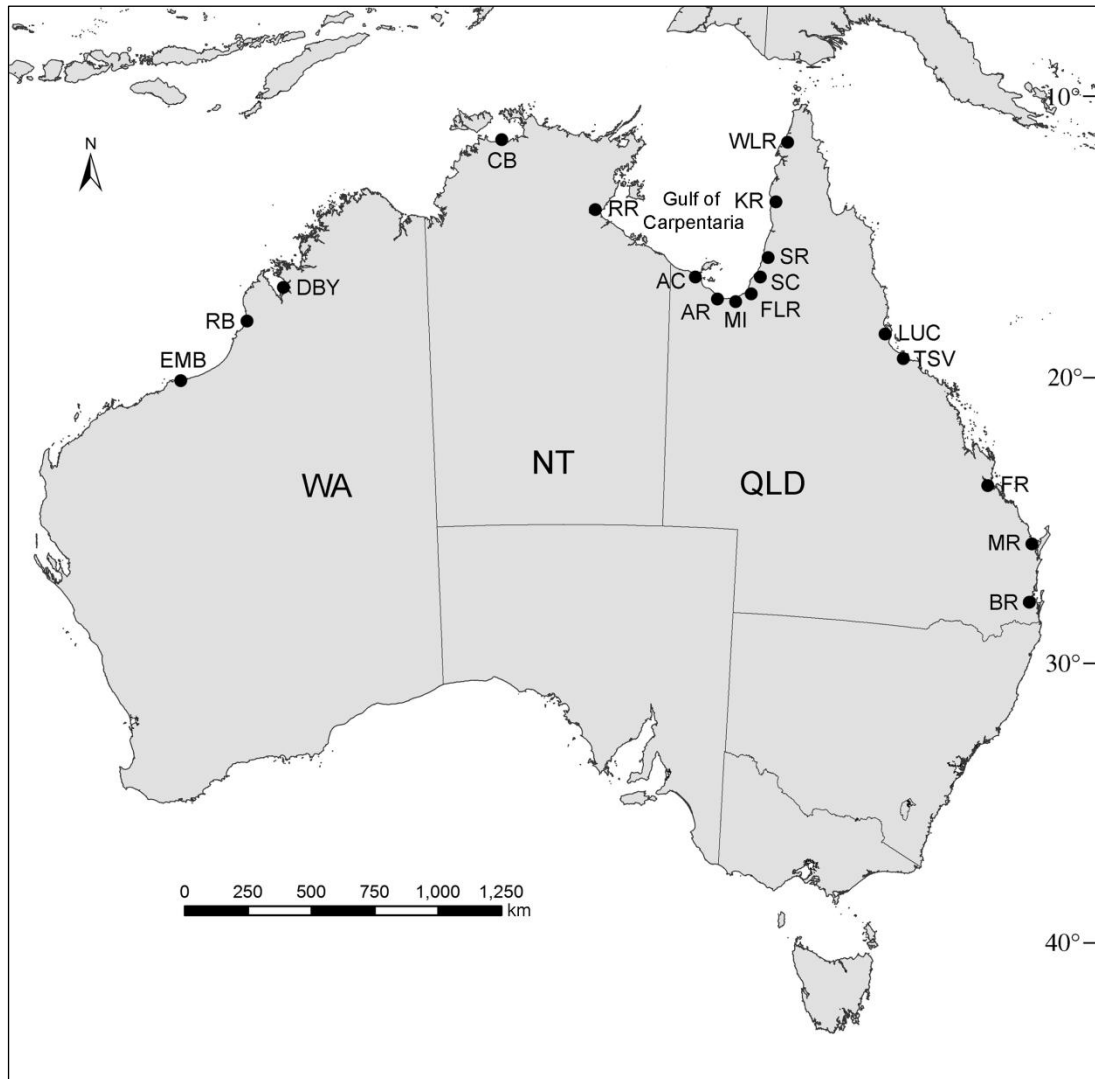 10°
N
WLR
CB
KR
RR
Gulf of
Carpentaria
SR
AC
SC
DBY
FLR
AR
MI
RB
LUC
EMB
TSV
20°
NT
WA
QLD
FR
MR
BR
30°
0 250 500 750 1,000 1,250
km
40°